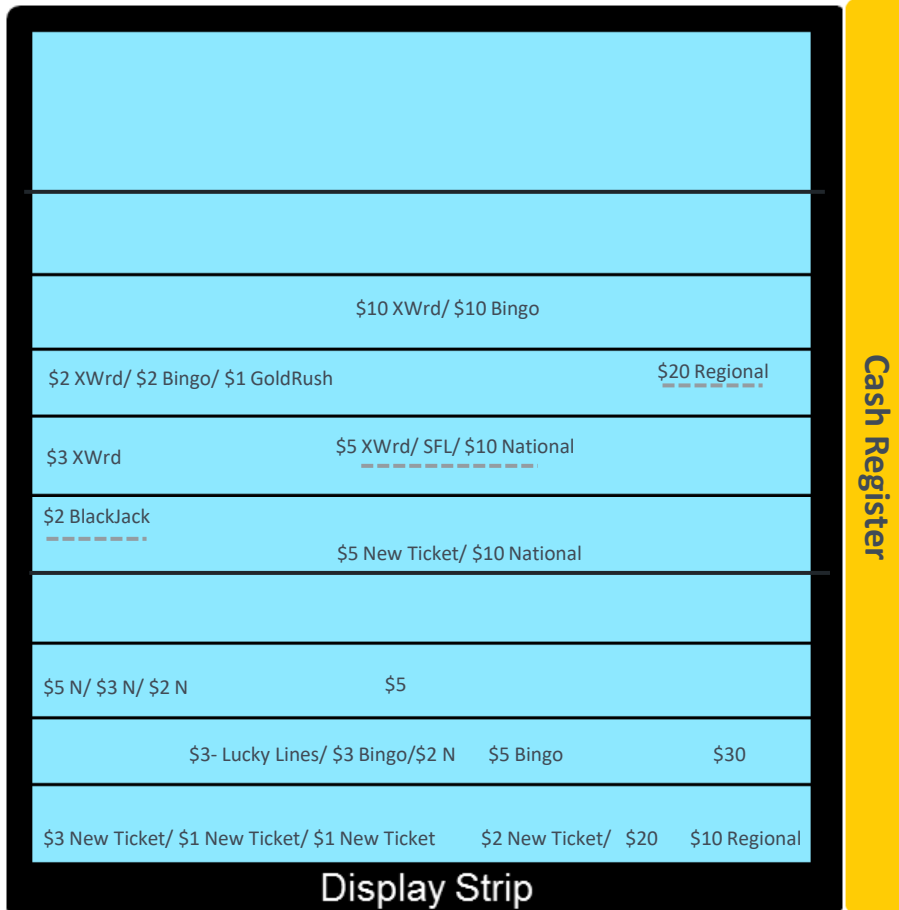 $10 XWrd/ $10 Bingo
$2 XWrd/ $2 Bingo/ $1 GoldRush
$20 Regional
$3 XWrd
$5 XWrd/ SFL/ $10 National
$2 BlackJack
$5 New Ticket/ $10 National
$5 N/ $3 N/ $2 N
$5
$3- Lucky Lines/ $3 Bingo/$2 N
$5 Bingo
$30
$3 New Ticket/ $1 New Ticket/ $1 New Ticket
$2 New Ticket/
$20
$10 Regional
Display Strip
Cash Register